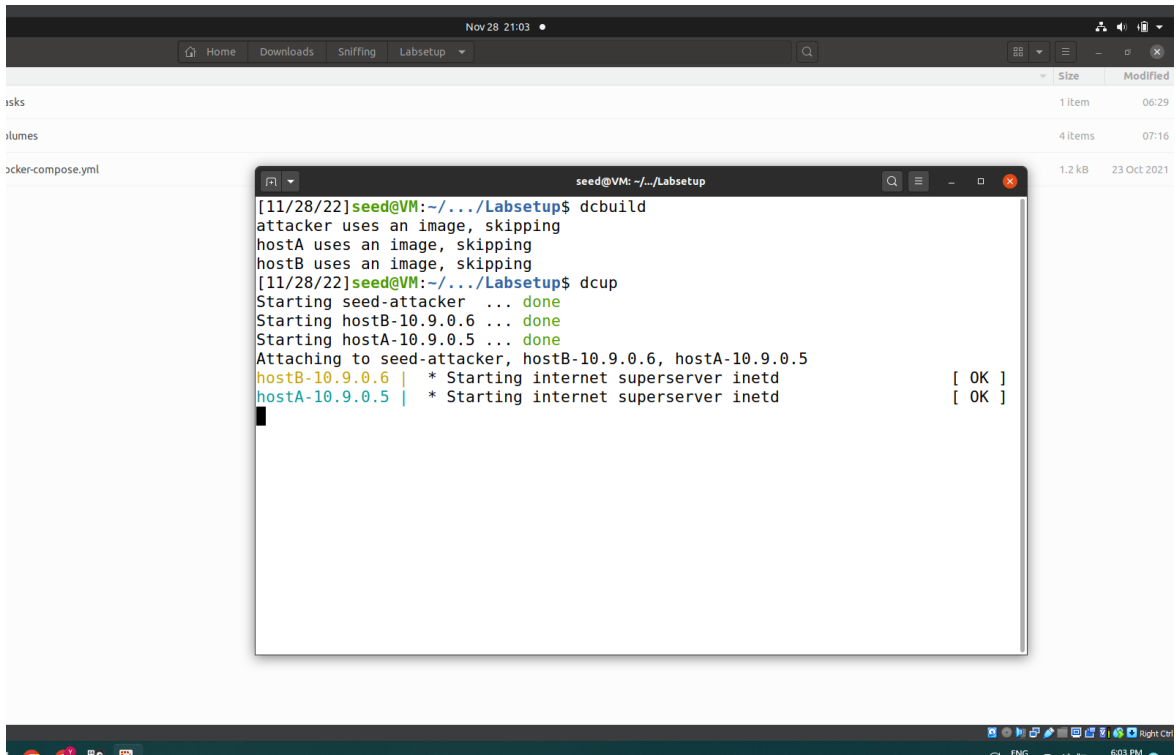 Nov 28 21:03
Home Downloads Sniffing Labsetup
Size Modified
asks 1 item 06:29
olumes 4 items 07:16
ocker-compose.yml 1.2 kB 23 Oct 2021
seed@VM: ~/.../Labsetup
[11/28/22]seed@VM:~/.../Labsetup$ dcbuild
attacker uses an image, skipping
hostA uses an image, skipping
hostB uses an image, skipping
[11/28/22]seed@VM:~/.../Labsetup$ dcup
Starting seed-attacker  ... done
Starting hostB-10.9.0.6 ... done
Starting hostA-10.9.0.5 ... done
Attaching to seed-attacker, hostB-10.9.0.6, hostA-10.9.0.5
hostB-10.9.0.6 |  * Starting internet superserver inetd [ OK ]
hostA-10.9.0.5 |  * Starting internet superserver inetd [ OK ]
Right Ctrl
ENG 6:03 PM